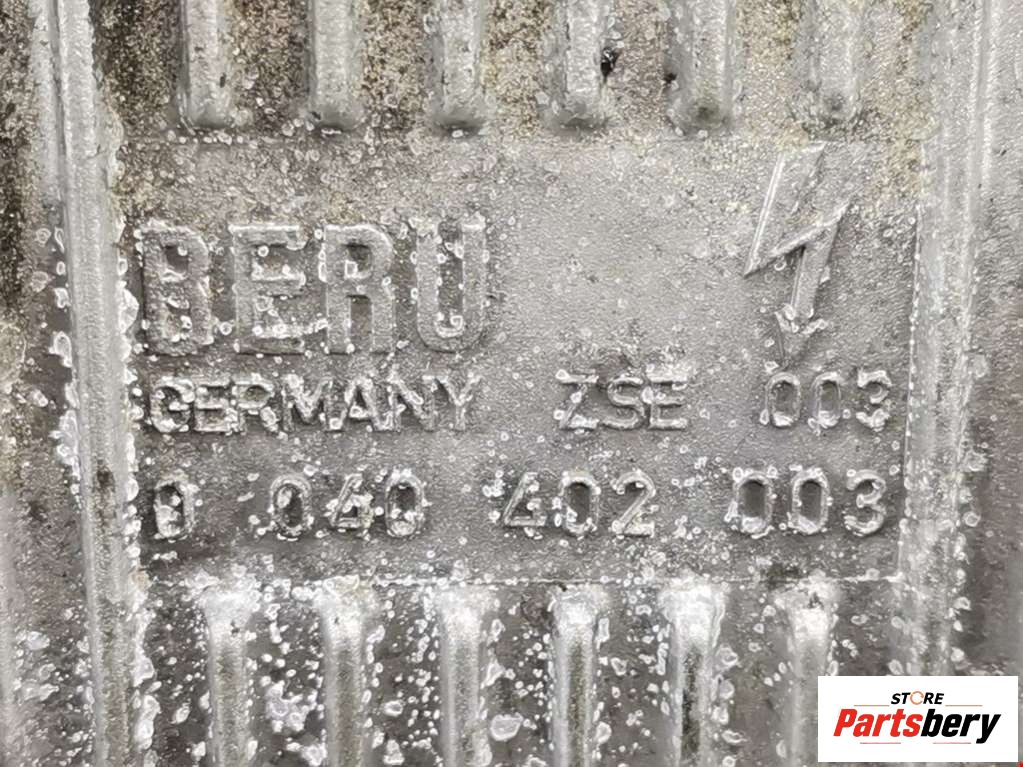 BERU
GERMANY ZSE 003
0 040 402 003
STORE
Partsbery